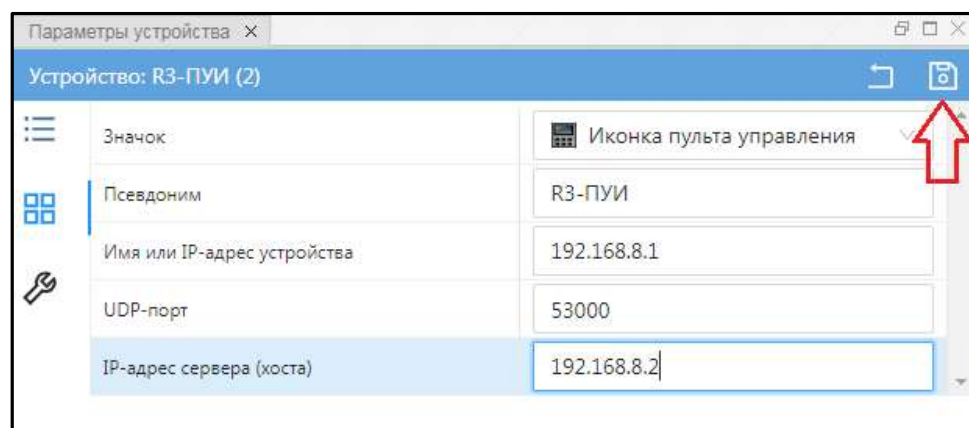 Параметры устройства
Устройство: R3-ПУИ (2)
Значок Иконка пульта управления
Псевдоним R3-ПУИ
Имя или IP-адрес устройства 192.168.8.1
UDP-порт 53000
IP-адрес сервера (хоста) 192.168.8.2